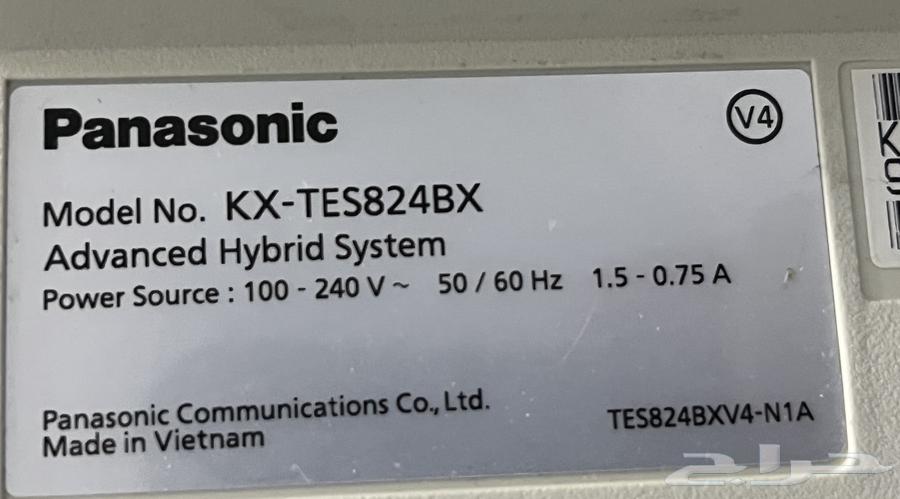 Panasonic
V4
Model No. KX-TES824BX
Advanced Hybrid System
Power Source : 100 - 240 V ~ 50 / 60 Hz 1.5 - 0.75 A
Panasonic Communications Co., Ltd.
Made in Vietnam
TES824BXV4-N1A
K
S
حراج